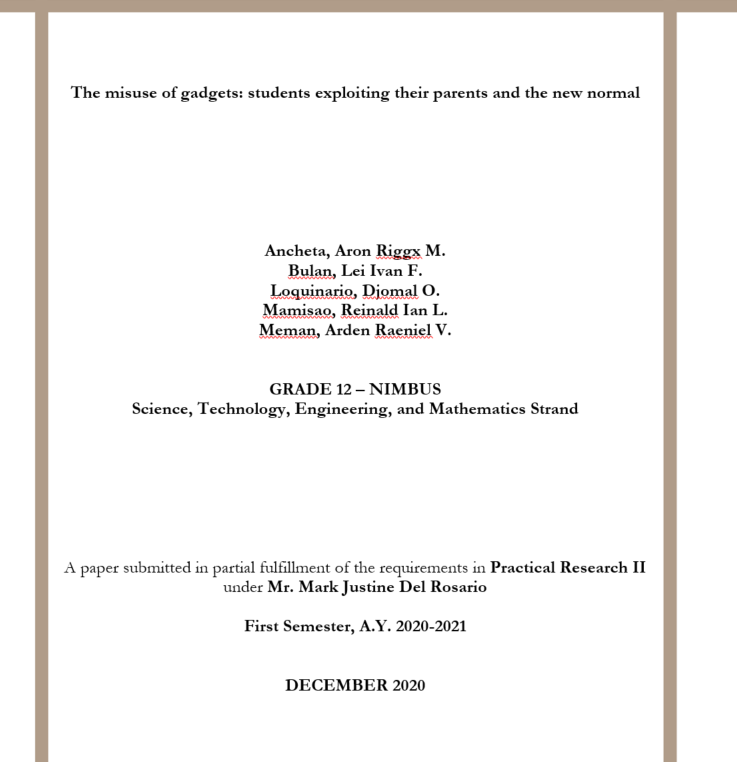 The misuse of gadgets: students exploiting their parents and the new normal
Ancheta, Aron Riggx M.
Bulan, Lei Ivan F.
Loquinario, Djomal O.
Mamisao, Reinald Ian L.
Meman, Arden Raeniel V.
GRADE 12 – NIMBUS
Science, Technology, Engineering, and Mathematics Strand
A paper submitted in partial fulfillment of the requirements in Practical Research II
under Mr. Mark Justine Del Rosario
First Semester, A.Y. 2020-2021
DECEMBER 2020